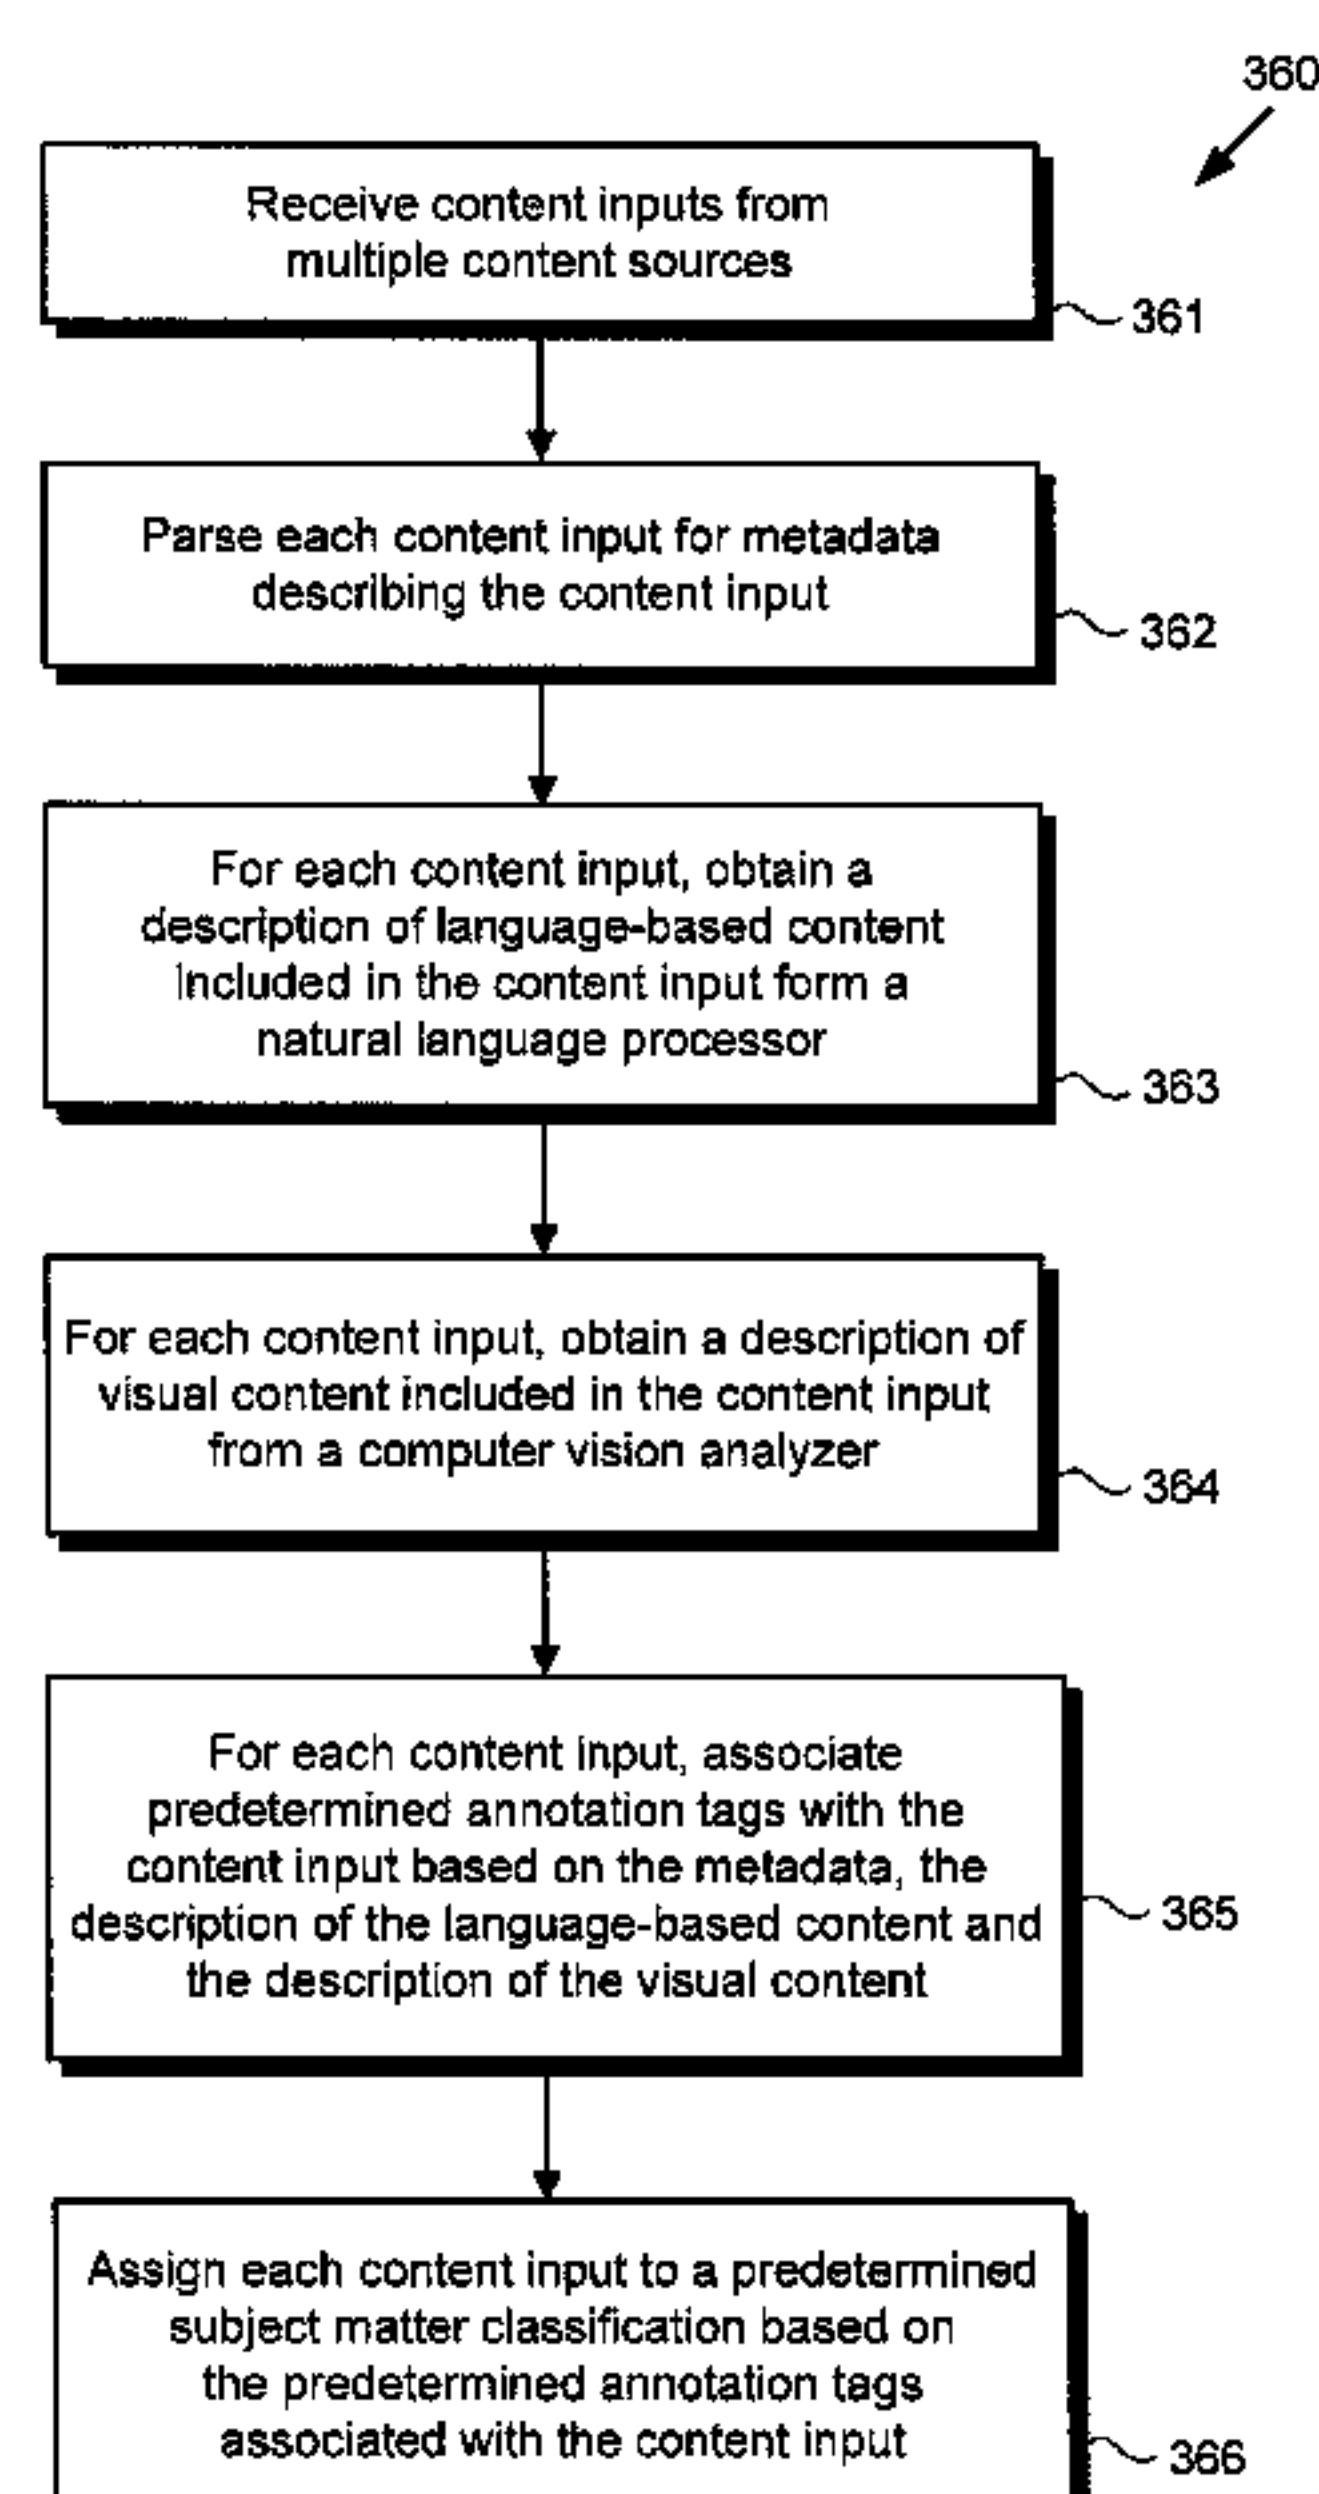 360
Receive content inputs from
multiple content sources
361
Parse each content input for metadata
describing the content input
362
For each content input, obtain a
description of language-based content
included in the content input form a
natural language processor
363
For each content input, obtain a description of
visual content included in the content input
from a computer vision analyzer
364
For each content input, associate
predetermined annotation tags with the
content input based on the metadata, the
description of the language-based content and
the description of the visual content
365
Assign each content input to a predetermined
subject matter classification based on
the predetermined annotation tags
associated with the content input
366